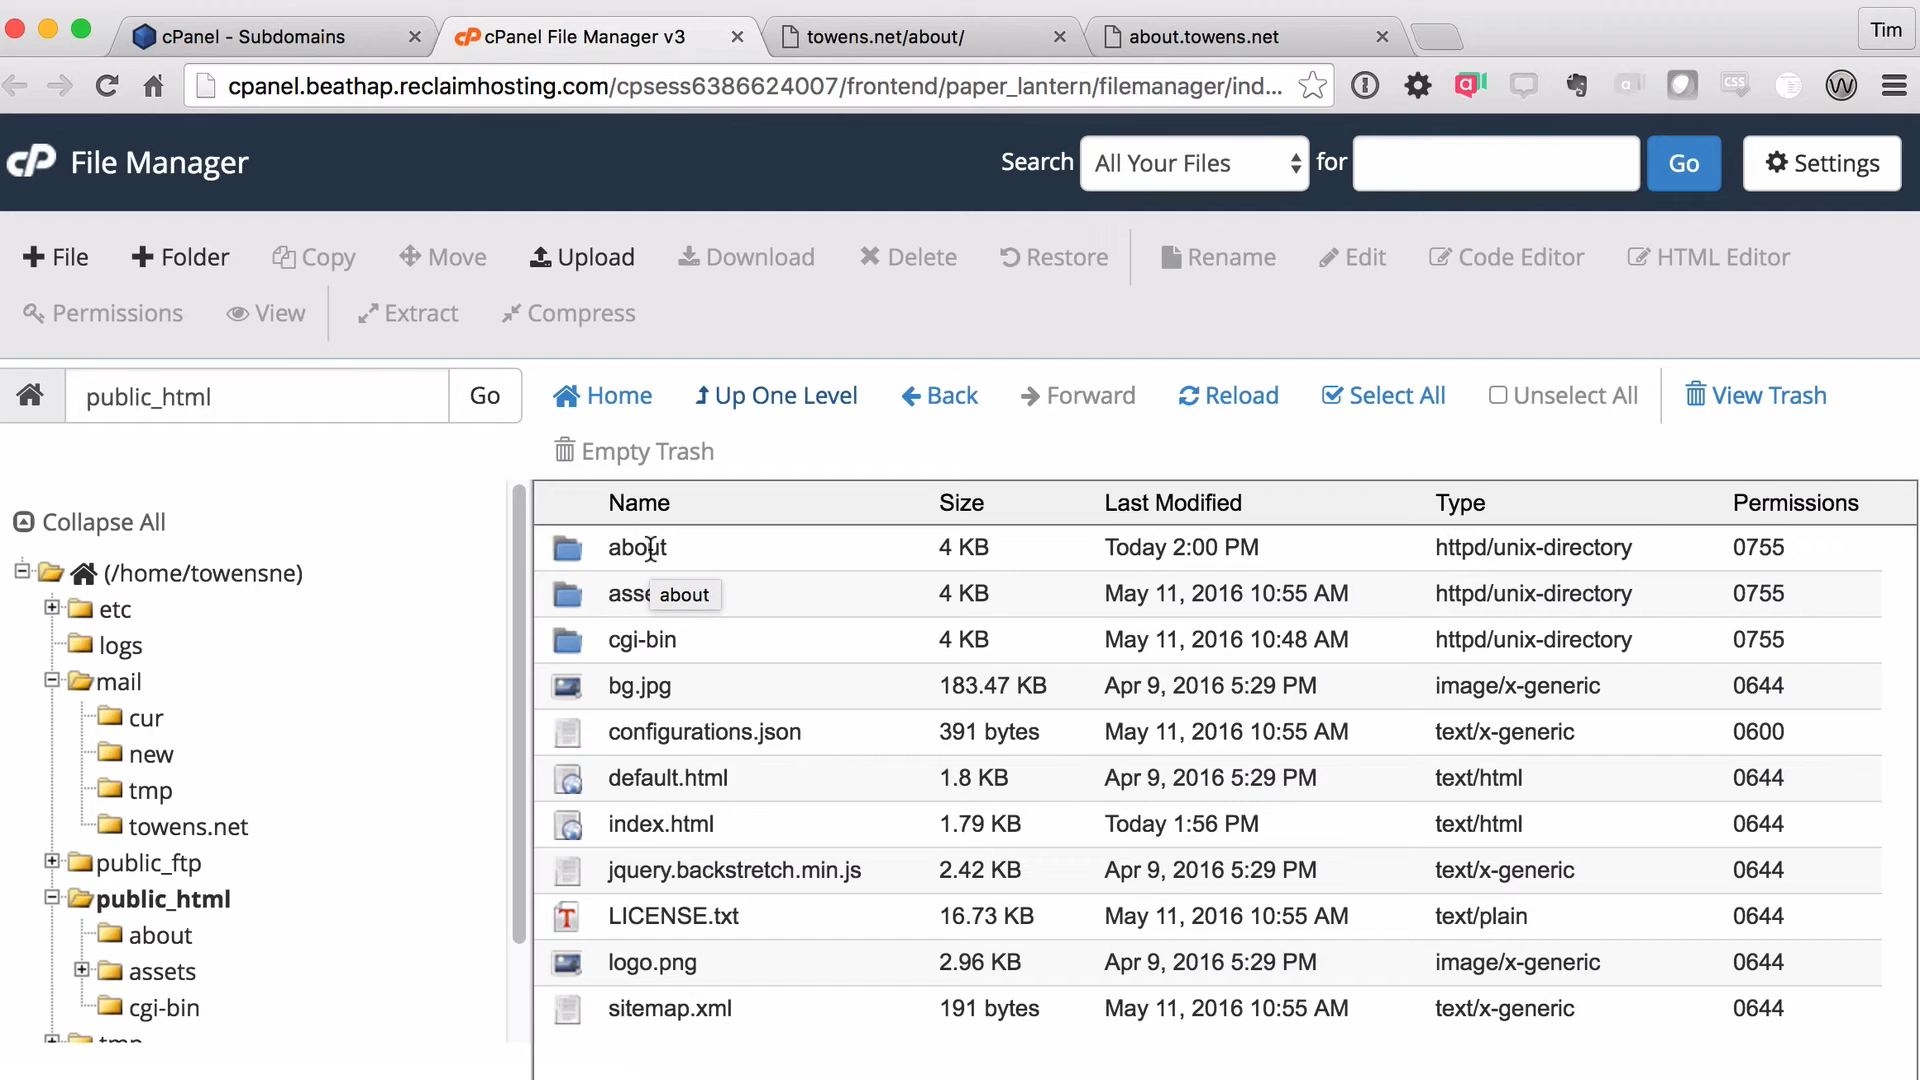 cPanel - Subdomains
cPanel File Manager v3
towens.net/about/
about.towens.net
Tim
cpanel.beathap.reclaimhosting.com/cpsess6386624007/frontend/paper_lantern/filemanager/ind...
CSS
cP File Manager
Search All Your Files for Go Settings
File Folder Copy Move Upload Download Delete Restore Rename Edit Code Editor HTML Editor
Permissions View Extract Compress
public_html Go
Home Up One Level Back Forward Reload Select All Unselect All View Trash
Empty Trash
Collapse All
(/home/towensne)
etc
logs
mail
cur
new
tmp
towens.net
public_ftp
public_html
about
assets
cgi-bin
Name Size Last Modified Type Permissions
about 4 KB Today 2:00 PM httpd/unix-directory 0755
asse 4 KB May 11, 2016 10:55 AM httpd/unix-directory 0755
about
cgi-bin 4 KB May 11, 2016 10:48 AM httpd/unix-directory 0755
bg.jpg 183.47 KB Apr 9, 2016 5:29 PM image/x-generic 0644
configurations.json 391 bytes May 11, 2016 10:55 AM text/x-generic 0600
default.html 1.8 KB Apr 9, 2016 5:29 PM text/html 0644
index.html 1.79 KB Today 1:56 PM text/html 0644
jquery.backstretch.min.js 2.42 KB Apr 9, 2016 5:29 PM text/x-generic 0644
LICENSE.txt 16.73 KB May 11, 2016 10:55 AM text/plain 0644
logo.png 2.96 KB Apr 9, 2016 5:29 PM image/x-generic 0644
sitemap.xml 191 bytes May 11, 2016 10:55 AM text/x-generic 0644